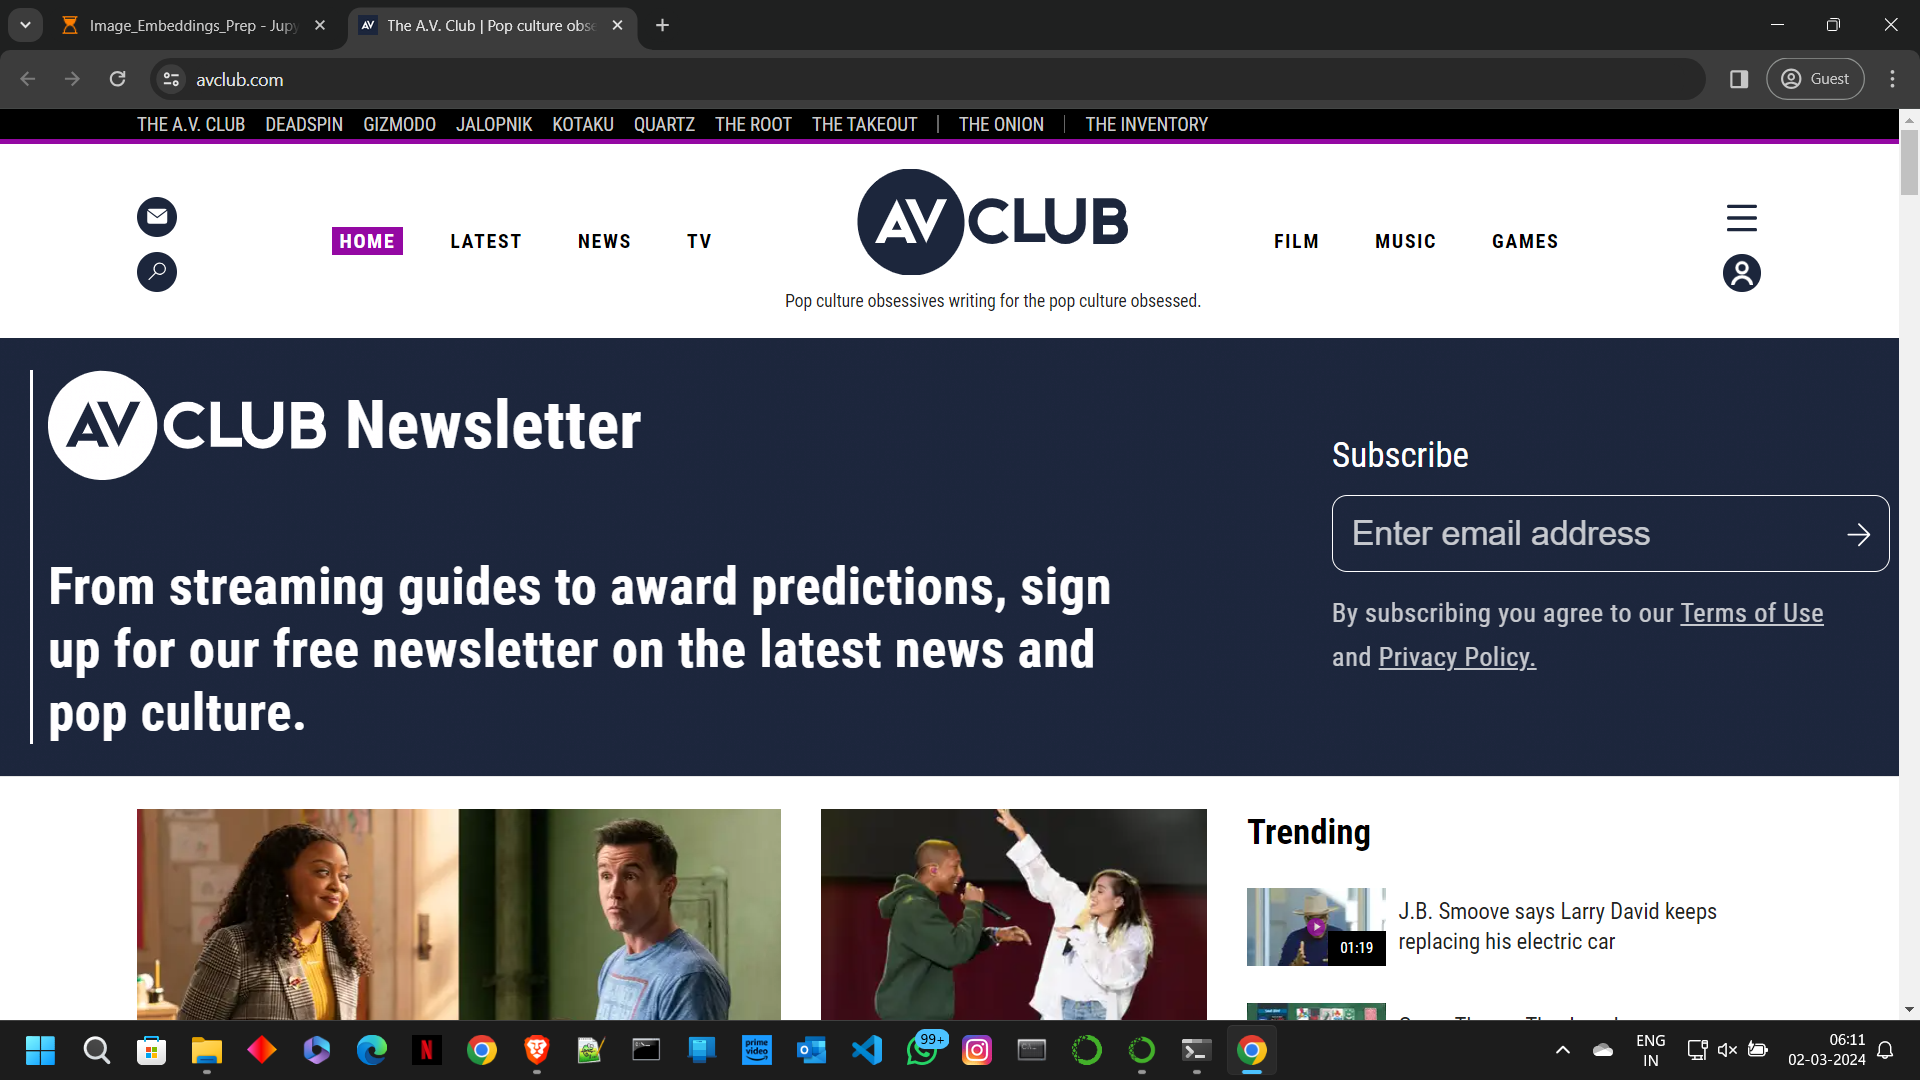 Image_Embeddings_Prep - Jupy
The A.V. Club | Pop culture obse
avclub.com
Guest
THE A.V. CLUB DEADSPIN GIZMODO JALOPNIK KOTAKU QUARTZ THE ROOT THE TAKEOUT | THE ONION | THE INVENTORY
HOME LATEST NEWS TV
AV CLUB
FILM MUSIC GAMES
Pop culture obsessives writing for the pop culture obsessed.
AV CLUB Newsletter
From streaming guides to award predictions, sign
up for our free newsletter on the latest news and
pop culture.
Subscribe
Enter email address
By subscribing you agree to our Terms of Use
and Privacy Policy.
Trending
J.B. Smoove says Larry David keeps
replacing his electric car
01:19
prime
video
99+
ENG
IN
06:11
02-03-2024